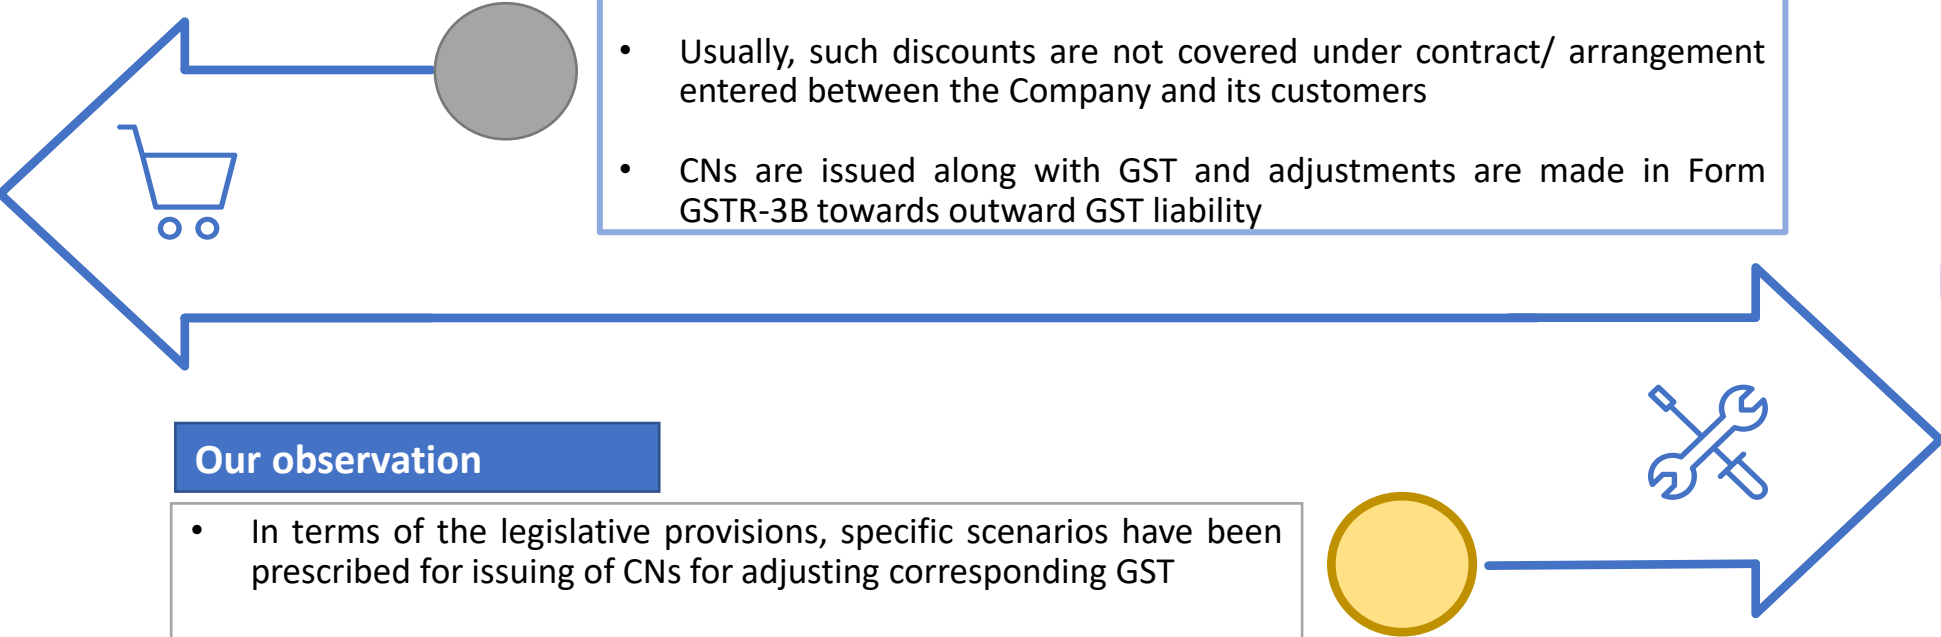 • Usually, such discounts are not covered under contract/ arrangement
entered between the Company and its customers
• CNs are issued along with GST and adjustments are made in Form
GSTR-3B towards outward GST liability
Our observation
• In terms of the legislative provisions, specific scenarios have been
prescribed for issuing of CNs for adjusting corresponding GST